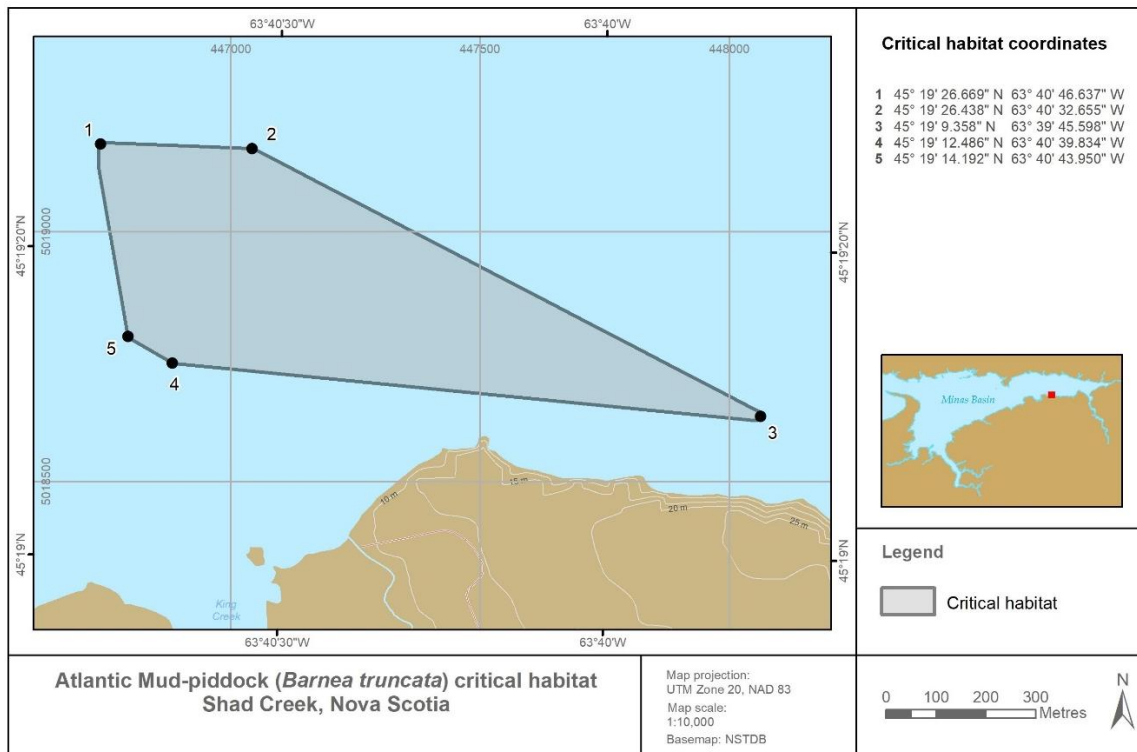 63°40'30"W
63°40'W
447000
447500
448000
1
2
5019000
45°19'20"N
45°19'20"N
5
4
3
5018500
10 m
15 m
20 m
25 m
45°19'N
45°19'N
King
Creek
63°40'30"W
63°40'W
Critical habitat coordinates
1 45° 19' 26.669" N 63° 40' 46.637" W
2 45° 19' 26.438" N 63° 40' 32.655" W
3 45° 19' 9.358" N 63° 39' 45.598" W
4 45° 19' 12.486" N 63° 40' 39.834" W
5 45° 19' 14.192" N 63° 40' 43.950" W
Minas Basin
Legend
Critical habitat
Atlantic Mud-piddock (Barnea truncata) critical habitat
Shad Creek, Nova Scotia
Map projection:
UTM Zone 20, NAD 83
Map scale:
1:10,000
Basemap: NSTDB
0 100 200 300
Metres
N